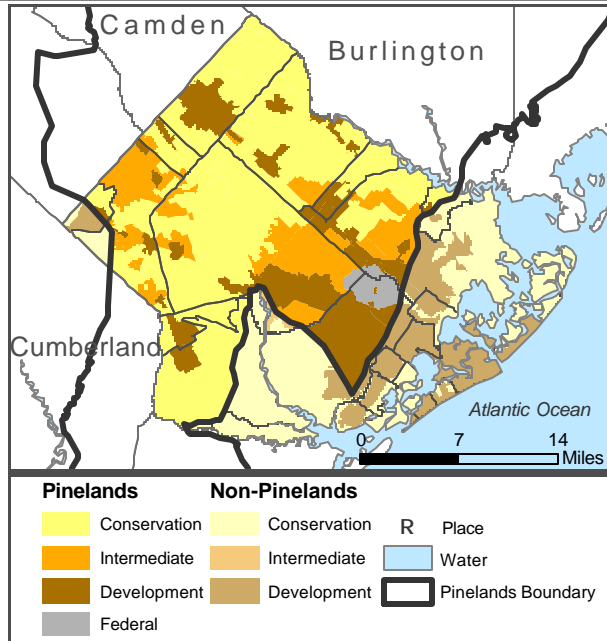 Camden
Burlington
Cumberland
Atlantic Ocean
0 7 14
Miles
Pinelands Non-Pinelands
Conservation Conservation R Place
Intermediate Intermediate Water
Development Development Pinelands Boundary
Federal